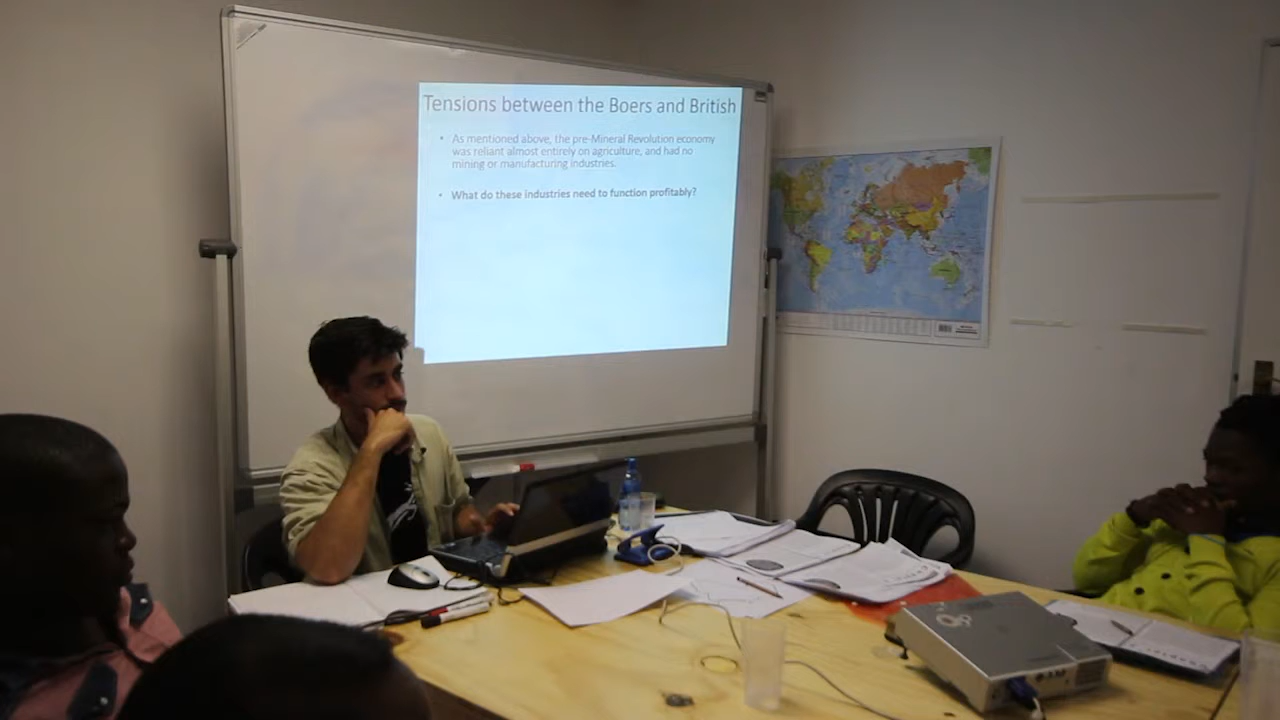 Tensions between the Boers and British
• As mentioned above, the pre-Mineral Revolution economy
was reliant almost entirely on agriculture, and had no
mining or manufacturing industries.
• What do these industries need to function profitably?